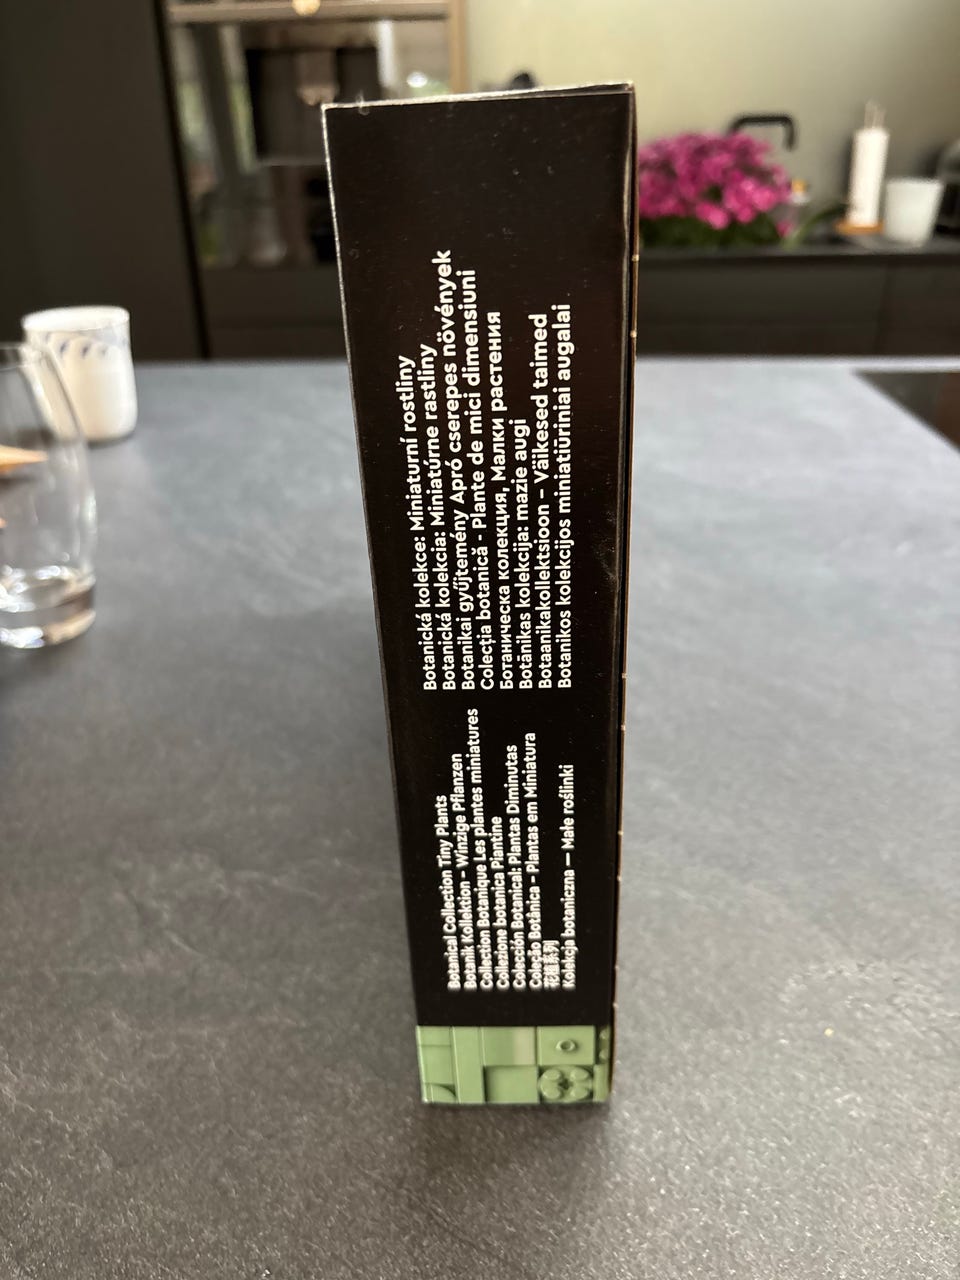 Botanical Collection Tiny Plants
Botanik Kollektion - Winzige Pflanzen
Collection Botanique Les plantes miniatures
Collezione botanica Piantine
Colección Botanical: Plantas Diminutas
Coleção Botânica - Plantas em Miniatura
花植系列
Kolekcja botaniczna — Małe roślinki
Botanická kolekce: Miniaturní rostliny
Botanická kolekcia: Miniatúrne rastliny
Botanikai gyűjtemény Apró cserepes növények
Colecția botanică - Plante de mici dimensiuni
Ботаническа колекция, Малки растения
Botānikas kolekcija: mazie augi
Botaanikakollektsioon – Väikesed taimed
Botanikos kolekcijos miniatiūriniai augalai